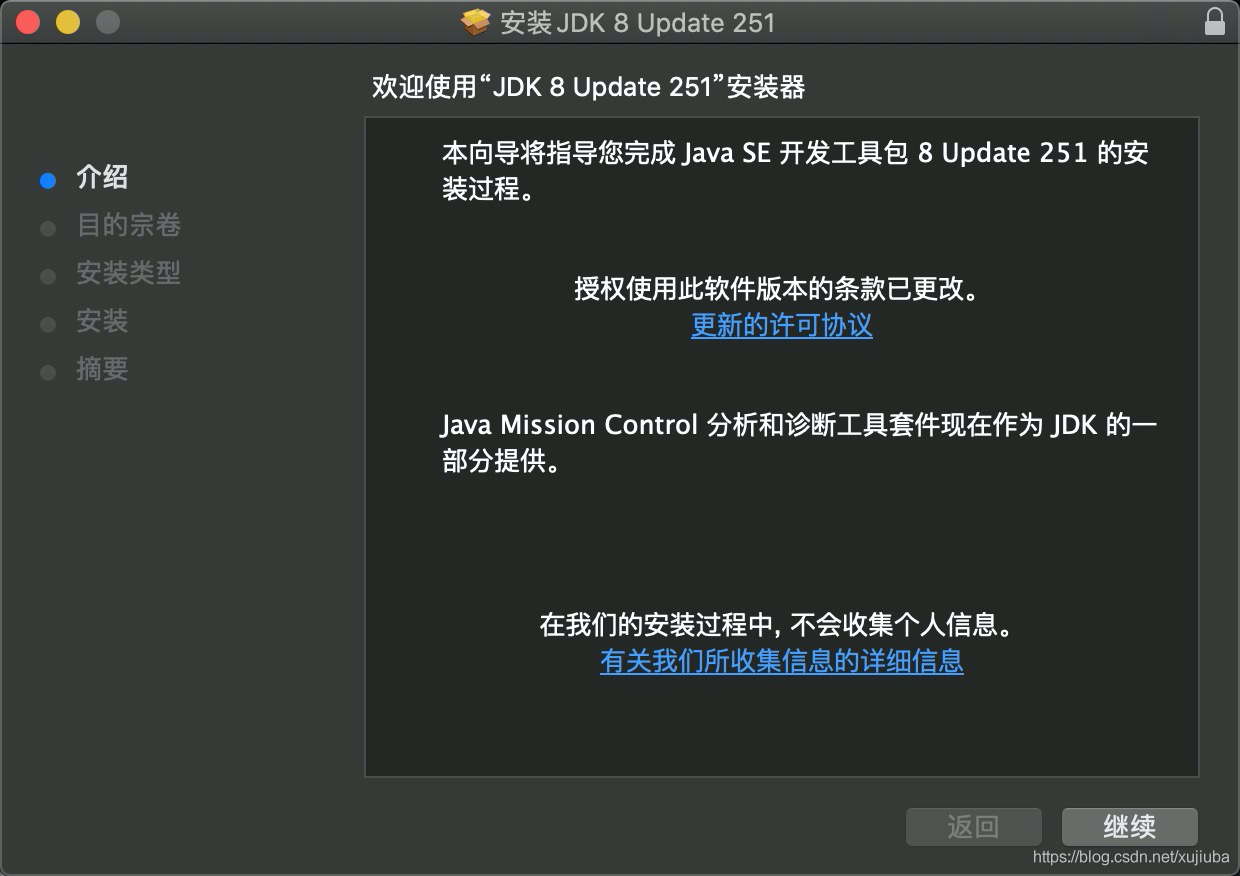 安装 JDK 8 Update 251
欢迎使用“JDK 8 Update 251”安装器
介绍
目的宗卷
安装类型
安装
摘要
本向导将指导您完成 Java SE 开发工具包 8 Update 251 的安
装过程。
授权使用此软件版本的条款已更改。
更新的许可协议
Java Mission Control 分析和诊断工具套件现在作为 JDK 的一
部分提供。
在我们的安装过程中, 不会收集个人信息。
有关我们所收集信息的详细信息
返回
继续
https://blog.csdn.net/xujiuba